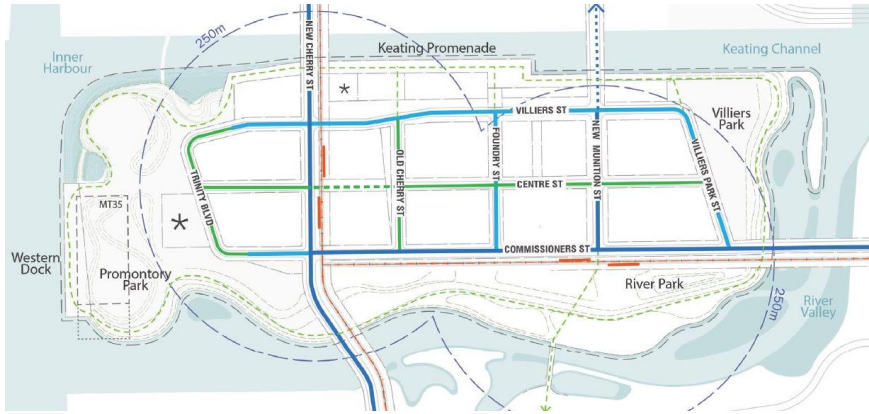 250m
Inner
Harbour
NEW CHERRY ST
Keating Promenade
Keating Channel
*
VILLIERS ST
Villiers
Park
TRINITY BLVD
OLD CHERRY ST
FOUNDRY ST
NEW MUNITION ST
VILLIERS PARK ST
CENTRE ST
MT35
*
COMMISSIONERS ST
Western
Dock
Promontory
Park
River Park
250m
River
Valley